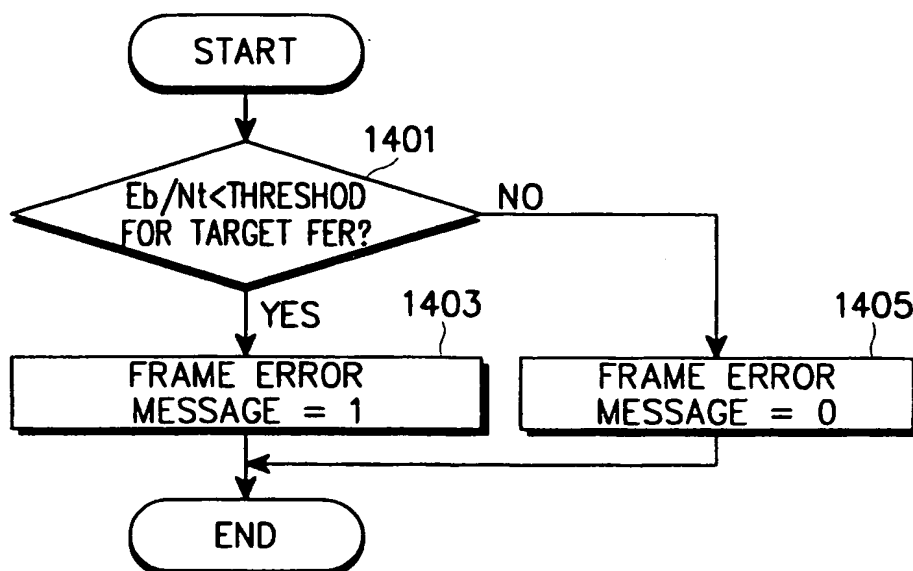 START
1401
Eb/Nt<THRESHOD
FOR TARGET FER?
NO
YES
1403
1405
FRAME ERROR
MESSAGE = 1
FRAME ERROR
MESSAGE = 0
END